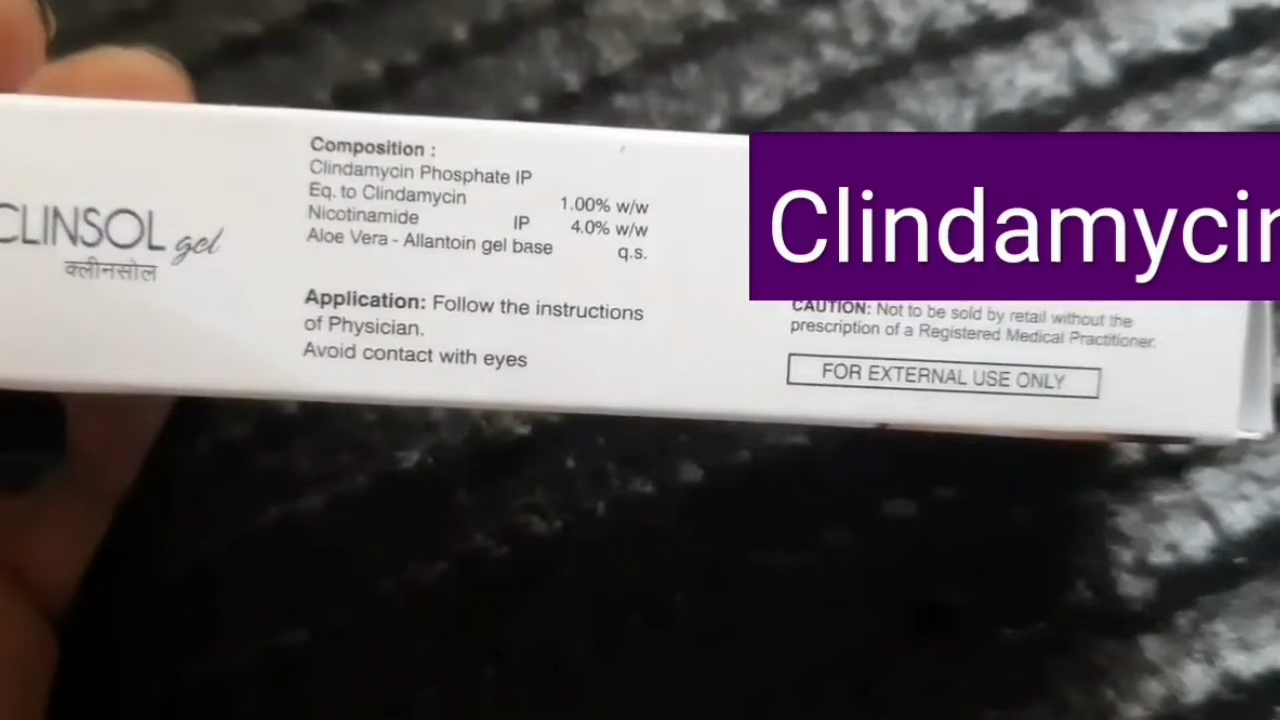 CLINSOL gel
क्लीनसोल
Composition :
Clindamycin Phosphate IP
Eq. to Clindamycin 1.00% w/w
Nicotinamide IP 4.0% w/w
Aloe Vera - Allantoin gel base q.s.
Application: Follow the instructions
of Physician.
Avoid contact with eyes
Clindamycin
CAUTION: Not to be sold by retail without the
prescription of a Registered Medical Practitioner.
FOR EXTERNAL USE ONLY